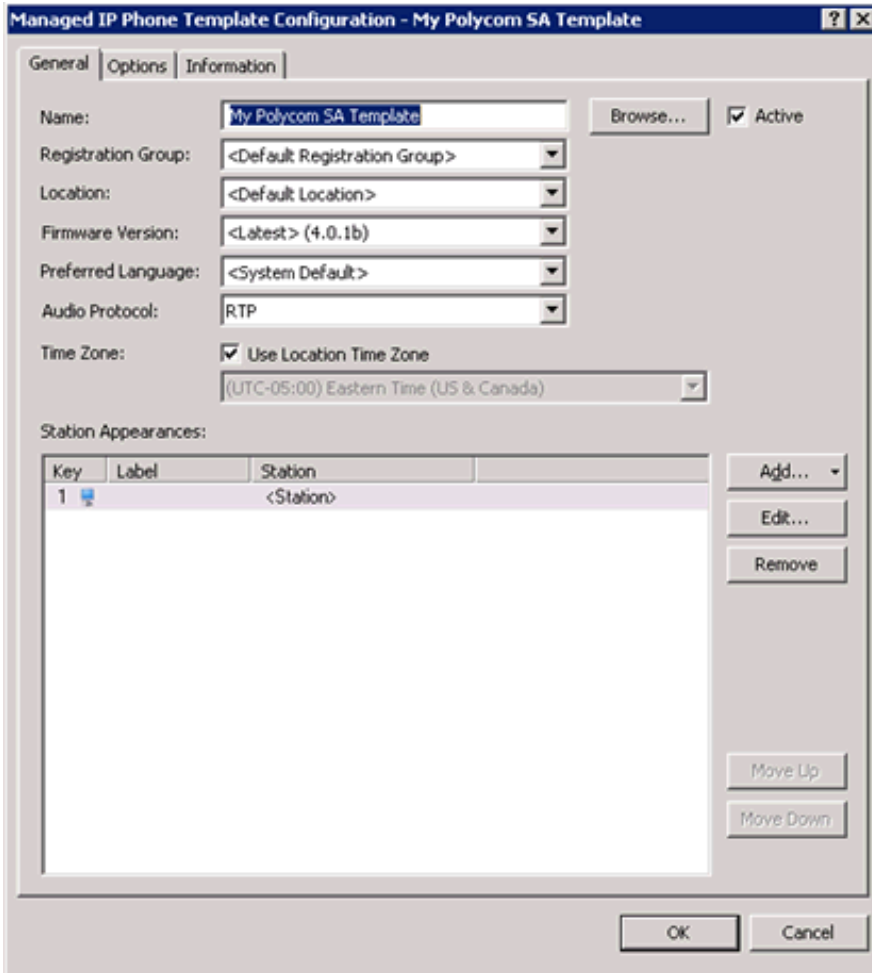 Managed IP Phone Template Configuration - My Polycom SA Template
General Options Information
Name: My Polycom SA Template Browse... Active
Registration Group: <Default Registration Group>
Location: <Default Location>
Firmware Version: <Latest> (4.0.1b)
Preferred Language: <System Default>
Audio Protocol: RTP
Time Zone: Use Location Time Zone
(UTC-05:00) Eastern Time (US & Canada)
Station Appearances:
Key Label Station
1 <Station>
Add...
Edit...
Remove
Move Up
Move Down
OK Cancel